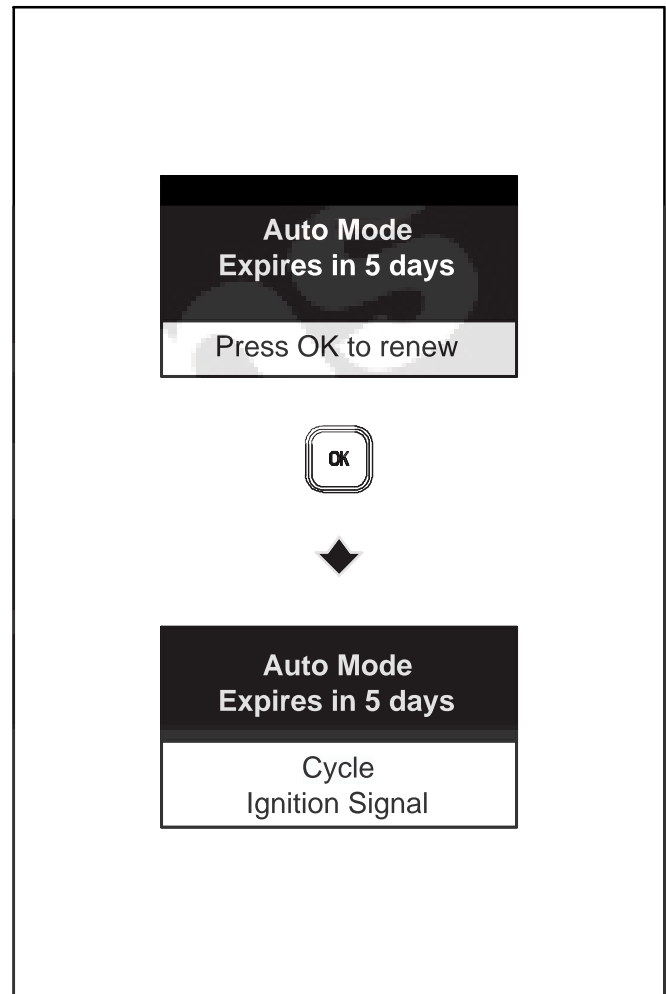 Auto Mode
Expires in 5 days
Press OK to renew
OK
Auto Mode
Expires in 5 days
Cycle
Ignition Signal